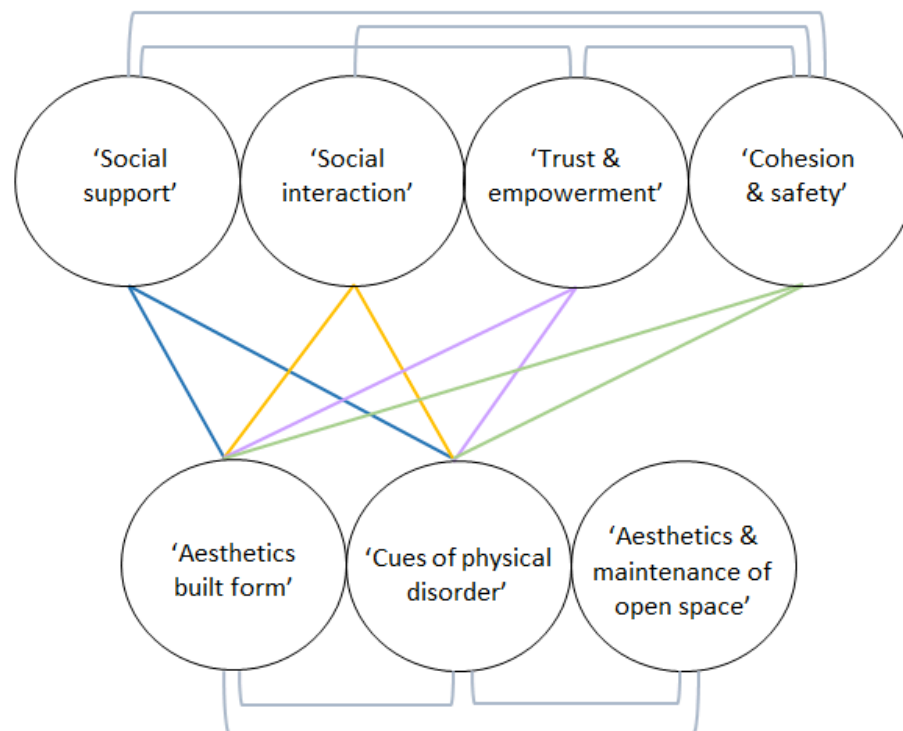 ‘Social
support’
‘Social
interaction’
‘Trust &
empowerment’
‘Cohesion
& safety’
‘Aesthetics
built form’
‘Cues of physical
disorder’
‘Aesthetics &
maintenance of
open space’